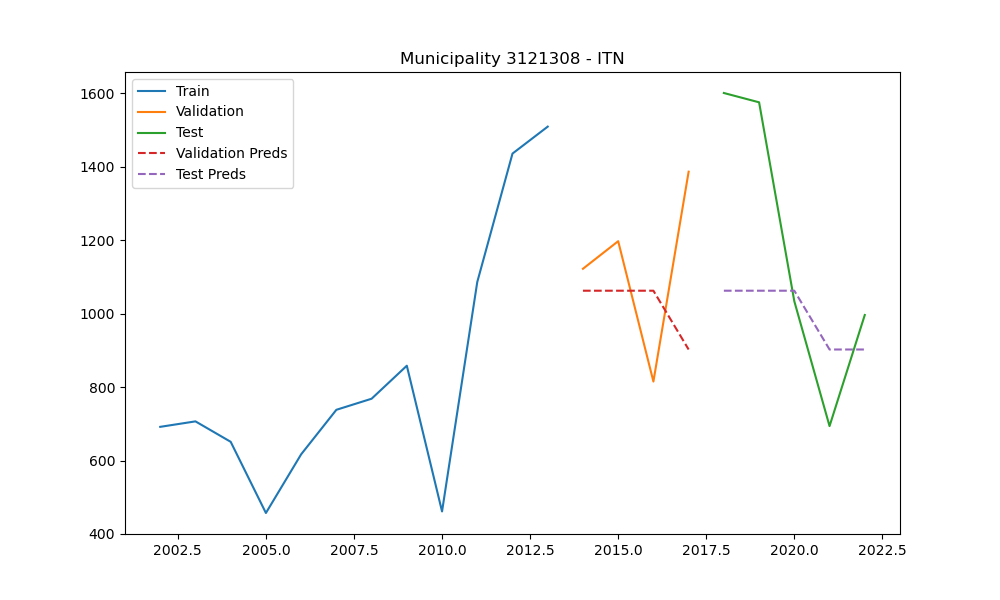 Municipality 3121308 - ITN
Train
Validation
Test
Validation Preds
Test Preds
1600
1400
1200
1000
800
600
400
2002.5 2005.0 2007.5 2010.0 2012.5 2015.0 2017.5 2020.0 2022.5